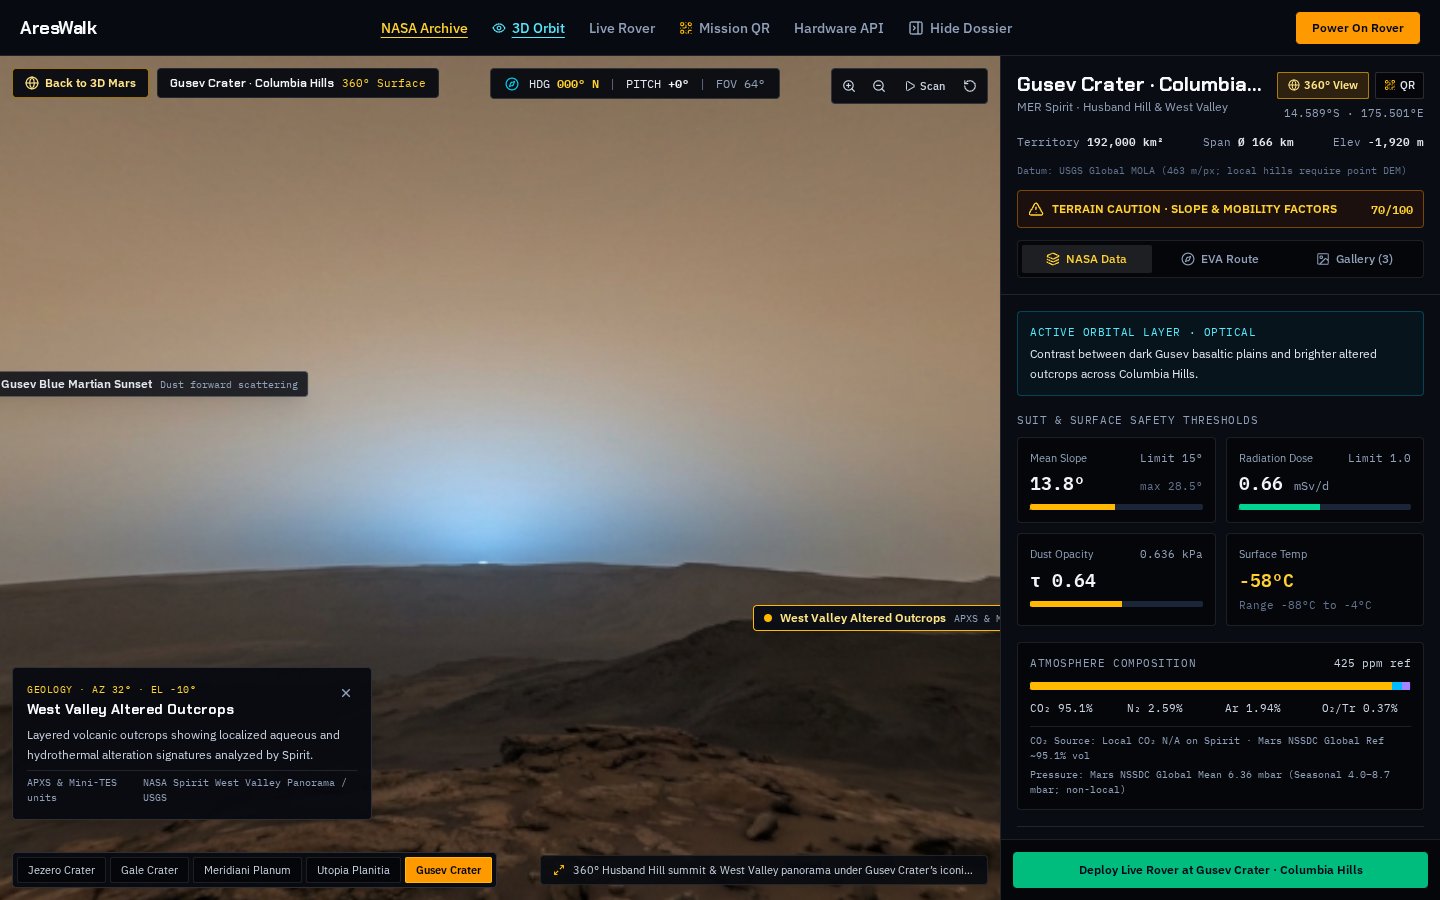 AresWalk
NASA Archive
3D Orbit
Live Rover
Mission QR
Hardware API
Hide Dossier
Power On Rover
Back to 3D Mars
Gusev Crater · Columbia Hills 360° Surface
HDG 000° N | PITCH +0° | FOV 64°
Scan
Gusev Blue Martian Sunset Dust forward scattering
West Valley Altered Outcrops APXS &
GEOLOGY · AZ 32° · EL -10°
West Valley Altered Outcrops
Layered volcanic outcrops showing localized aqueous and
hydrothermal alteration signatures analyzed by Spirit.
APXS & Mini-TES
units
NASA Spirit West Valley Panorama /
USGS
Jezero Crater
Gale Crater
Meridiani Planum
Utopia Planitia
Gusev Crater
360° Husband Hill summit & West Valley panorama under Gusev Crater's iconi...
Gusev Crater · Columbia...
360° View
QR
MER Spirit · Husband Hill & West Valley
14.589°S · 175.501°E
Territory 192,000 km²
Span Ø 166 km
Elev -1,920 m
Datum: USGS Global MOLA (463 m/px; local hills require point DEM)
TERRAIN CAUTION · SLOPE & MOBILITY FACTORS 70/100
NASA Data
EVA Route
Gallery (3)
ACTIVE ORBITAL LAYER · OPTICAL
Contrast between dark Gusev basaltic plains and brighter altered
outcrops across Columbia Hills.
SUIT & SURFACE SAFETY THRESHOLDS
Mean Slope Limit 15°
13.8° max 28.5°
Radiation Dose Limit 1.0
0.66 mSv/d
Dust Opacity 0.636 kPa
τ 0.64
Surface Temp
-58°C
Range -88°C to -4°C
ATMOSPHERE COMPOSITION 425 ppm ref
CO₂ 95.1% N₂ 2.59% Ar 1.94% O₂/Tr 0.37%
CO₂ Source: Local CO₂ N/A on Spirit · Mars NSSDC Global Ref
~95.1% vol
Pressure: Mars NSSDC Global Mean 6.36 mbar (Seasonal 4.0–8.7
mbar; non-local)
Deploy Live Rover at Gusev Crater · Columbia Hills